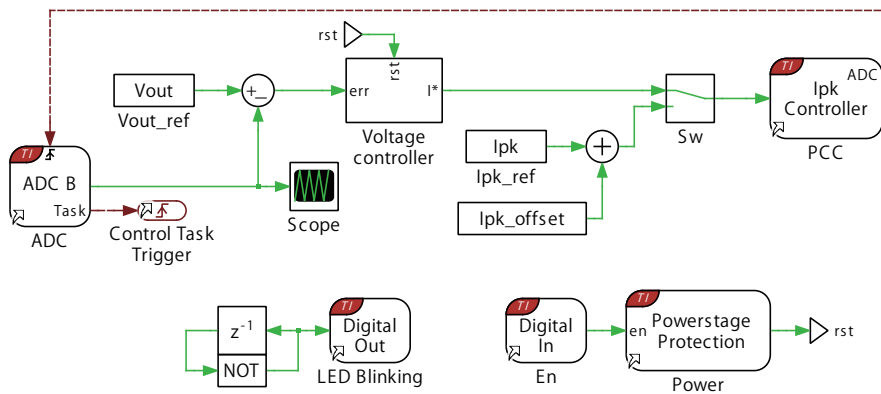 rst
TI
ADC
Ipk
Controller
PCC
Vout
Vout_ref
+
−
err
rst
I*
Voltage
controller
Sw
Ipk
Ipk_ref
+
Ipk_offset
TI
ADC B
Task
ADC
Control Task
Trigger
Scope
z-1
NOT
TI
Digital
Out
LED Blinking
TI
Digital
In
En
TI
en
Powerstage
Protection
Power
rst